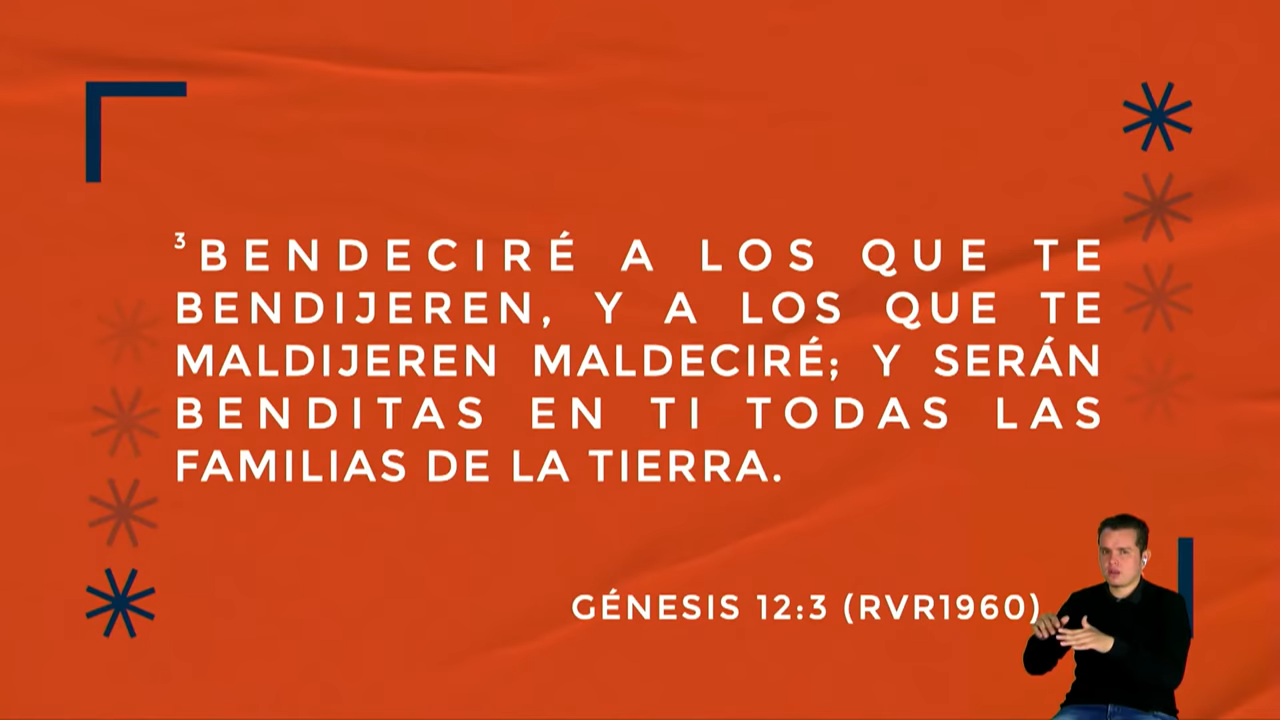 ³BENDECIRÉ A LOS QUE TE
BENDIJEREN, Y A LOS QUE TE
MALDIJEREN MALDECIRÉ; Y SERÁN
BENDITAS EN TI TODAS LAS
FAMILIAS DE LA TIERRA.
GÉNESIS 12:3 (RVR1960)